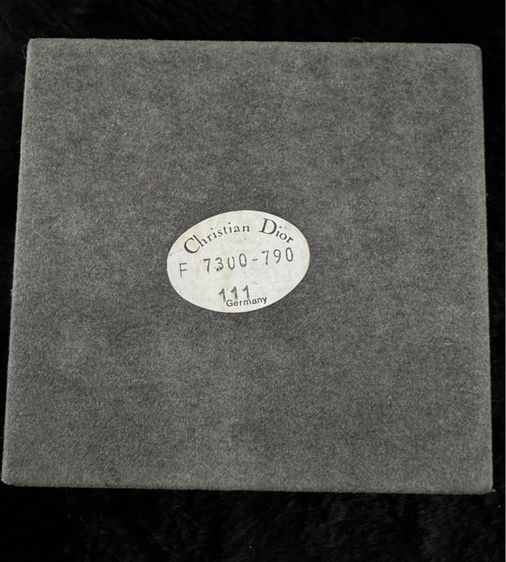 Christian Dior
F 7300-790
111
Germany